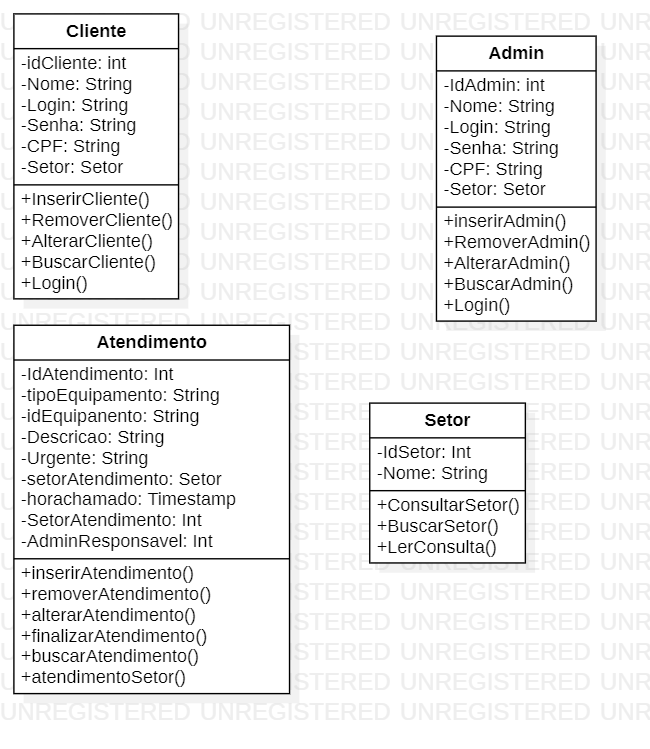 Cliente
-idCliente: int
-Nome: String
-Login: String
-Senha: String
-CPF: String
-Setor: Setor
+InserirCliente()
+RemoverCliente()
+AlterarCliente()
+BuscarCliente()
+Login()
Admin
-IdAdmin: int
-Nome: String
-Login: String
-Senha: String
-CPF: String
-Setor: Setor
+inserirAdmin()
+RemoverAdmin()
+AlterarAdmin()
+BuscarAdmin()
+Login()
Atendimento
-IdAtendimento: Int
-tipoEquipamento: String
-idEquipanento: String
-Descricao: String
-Urgente: String
-setorAtendimento: Setor
-horachamado: Timestamp
-SetorAtendimento: Int
-AdminResponsavel: Int
+inserirAtendimento()
+removerAtendimento()
+alterarAtendimento()
+finalizarAtendimento()
+buscarAtendimento()
+atendimentoSetor()
Setor
-IdSetor: Int
-Nome: String
+ConsultarSetor()
+BuscarSetor()
+LerConsulta()
UNREGISTERED UNREGISTERED UNREGISTERED